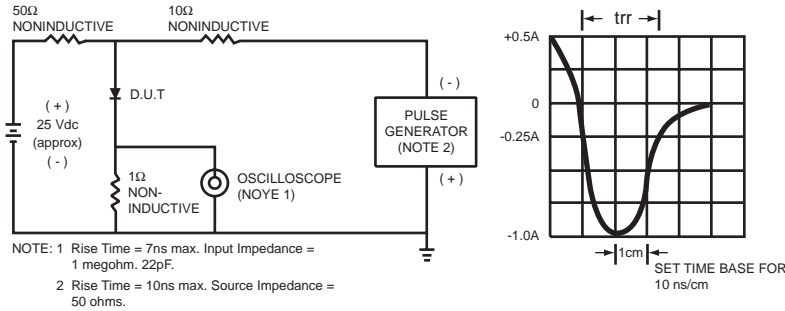 50Ω
NONINDUCTIVE
10Ω
NONINDUCTIVE
( + )
25 Vdc
(approx)
( - )
D.U.T
1Ω
NON-
INDUCTIVE
OSCILLOSCOPE
(NOYE 1)
( - )
PULSE
GENERATOR
(NOTE 2)
( + )
NOTE: 1 Rise Time = 7ns max. Input Impedance =
1 megohm. 22pF.
2 Rise Time = 10ns max. Source Impedance =
50 ohms.
trr
+0.5A
0
-0.25A
-1.0A
1cm
SET TIME BASE FOR
10 ns/cm